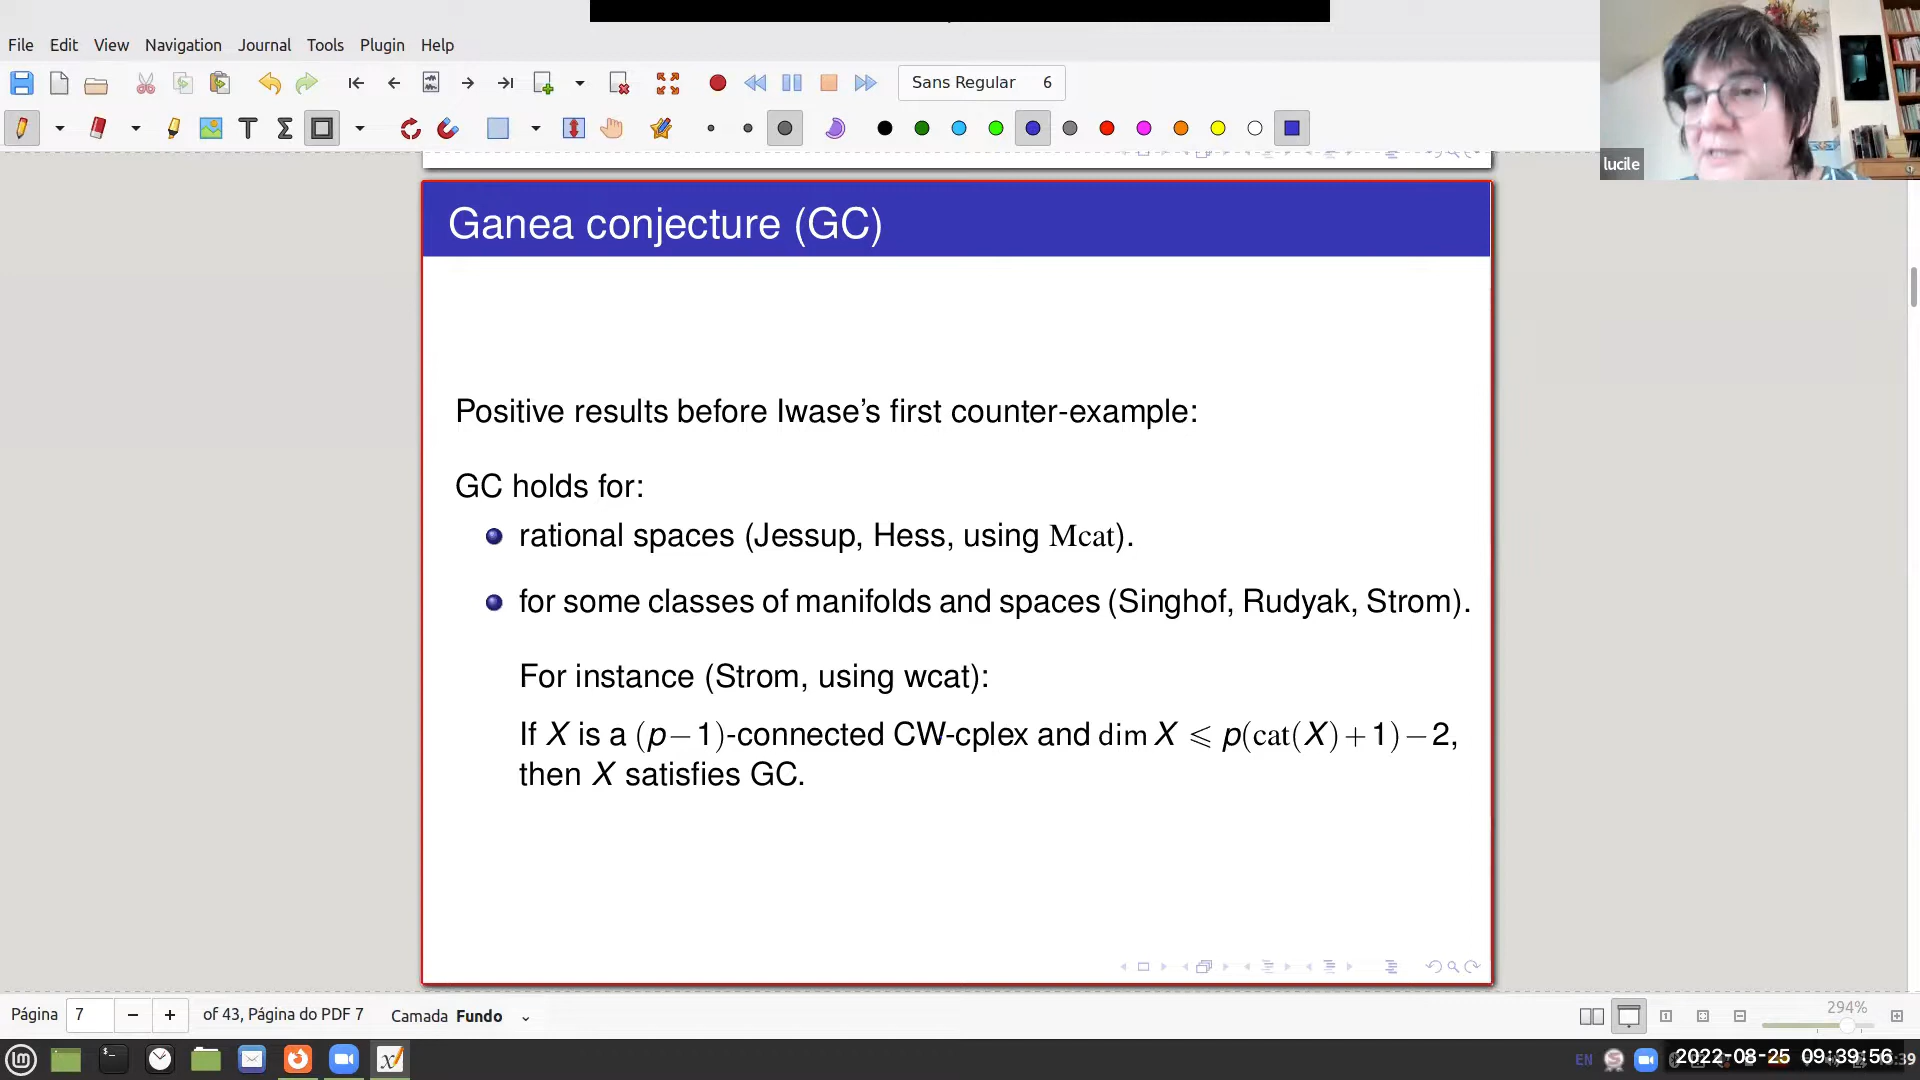 File Edit View Navigation Journal Tools Plugin Help
Sans Regular 6
lucile
Ganea conjecture (GC)
Positive results before Iwase's first counter-example:
GC holds for:
rational spaces (Jessup, Hess, using Mcat).
for some classes of manifolds and spaces (Singhof, Rudyak, Strom).
For instance (Strom, using wcat):
If X is a (p−1)-connected CW-cplex and dim X ⩽ p(cat(X)+1)−2,
then X satisfies GC.
Página 7 of 43, Página do PDF 7 Camada Fundo
294%
EN 2022-08-25 09:39:56